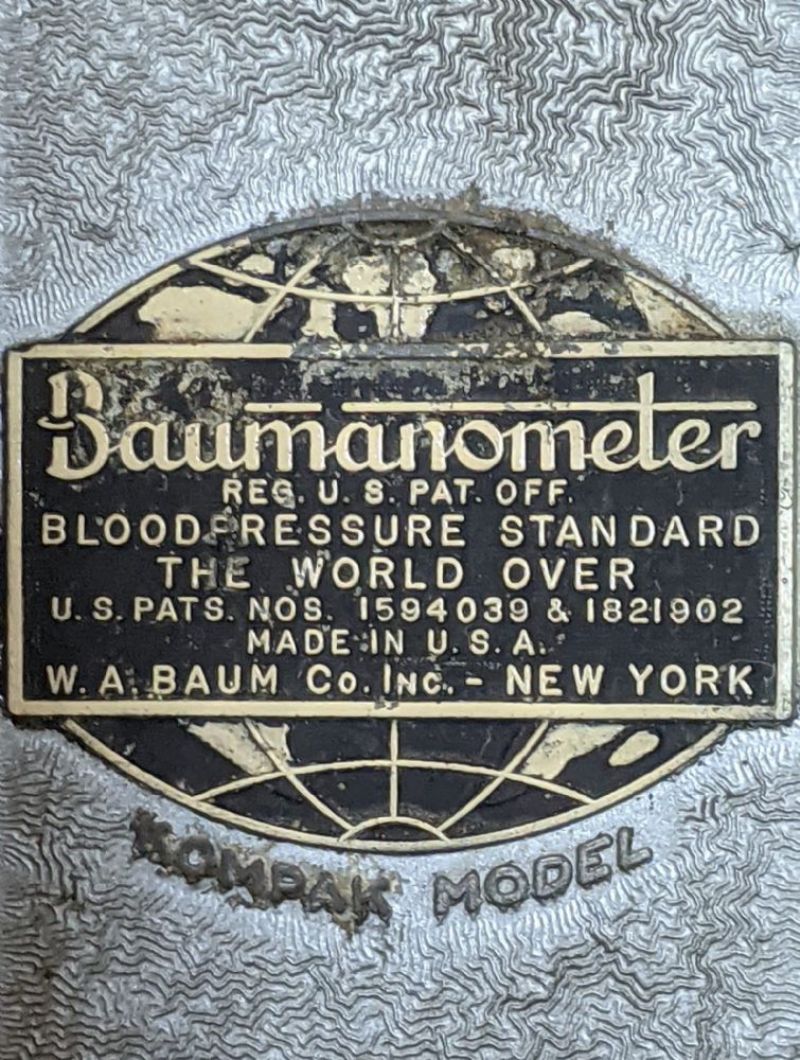 Baumanometer
REG. U. S. PAT. OFF.
BLOODPRESSURE STANDARD
THE WORLD OVER
U. S. PATS. NOS. 1594039 & 1821902
MADE IN U. S. A.
W. A. BAUM Co. Inc. - NEW YORK
KOMPAK MODEL